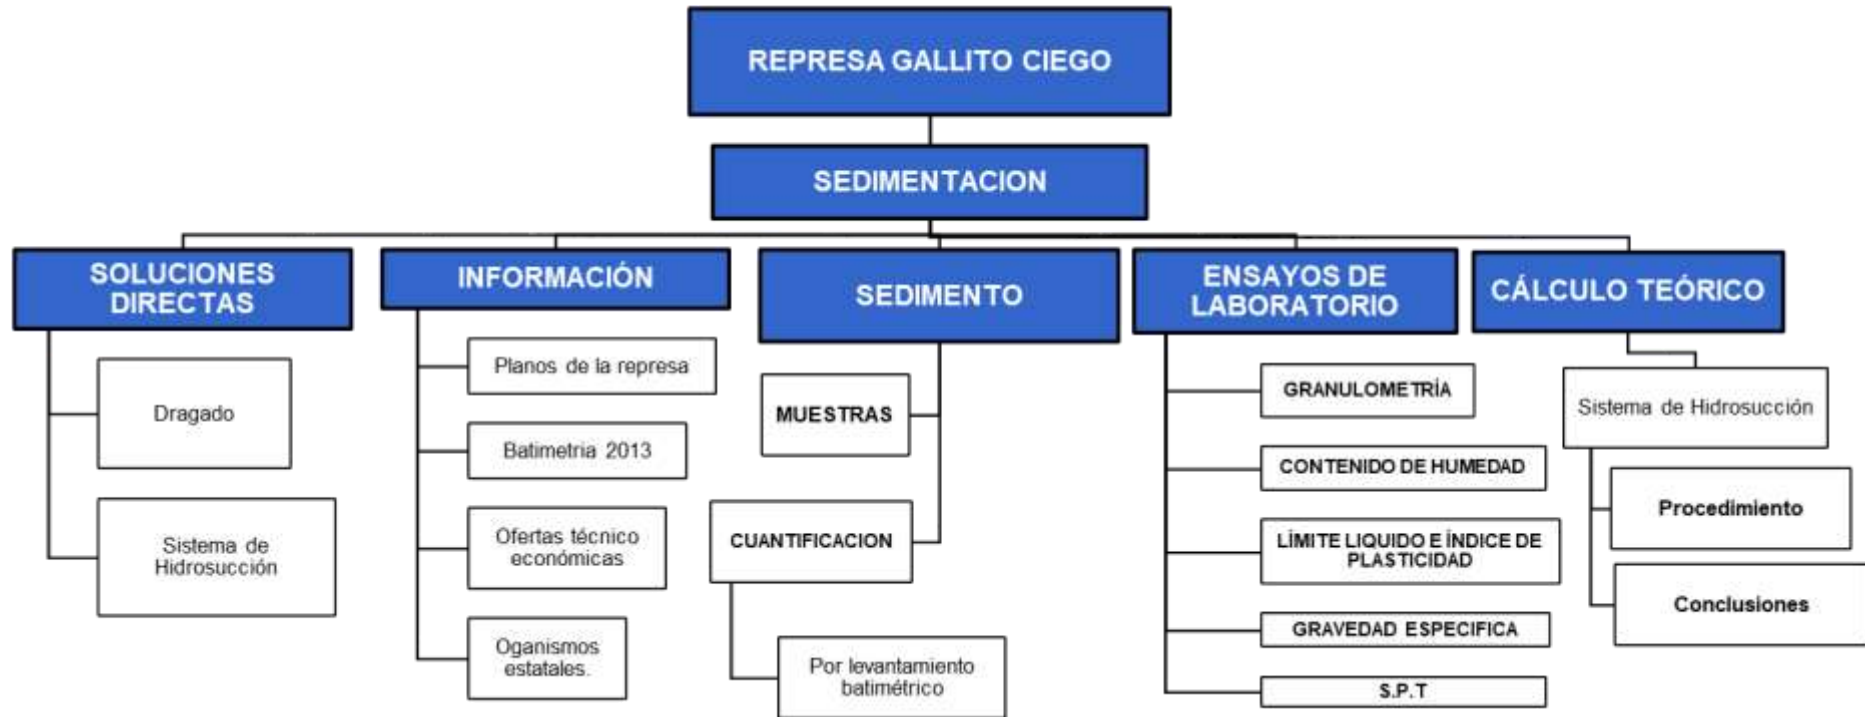 REPRESA GALLITO CIEGO
SEDIMENTACION
SOLUCIONES
DIRECTAS
Dragado
Sistema de
Hidrosucción
INFORMACIÓN
Planos de la represa
Batimetria 2013
Ofertas técnico
económicas
Oganismos
estatales.
SEDIMENTO
MUESTRAS
CUANTIFICACION
Por levantamiento
batimétrico
ENSAYOS DE
LABORATORIO
GRANULOMETRÍA
CONTENIDO DE HUMEDAD
LÍMITE LIQUIDO E ÍNDICE DE
PLASTICIDAD
GRAVEDAD ESPECIFICA
S.P.T
CÁLCULO TEÓRICO
Sistema de Hidrosucción
Procedimiento
Conclusiones